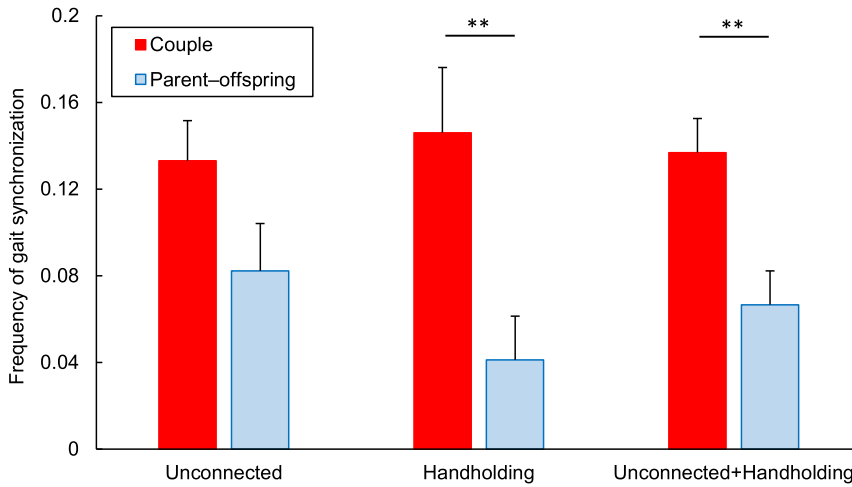 Frequency of gait synchronization
0.2
0.16
0.12
0.08
0.04
0
Couple
Parent–offspring
**
**
Unconnected
Handholding
Unconnected+Handholding